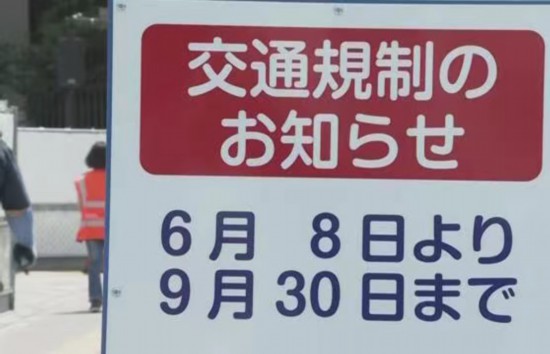 交通規制の
お知らせ
6月 8日より
9月30日まで